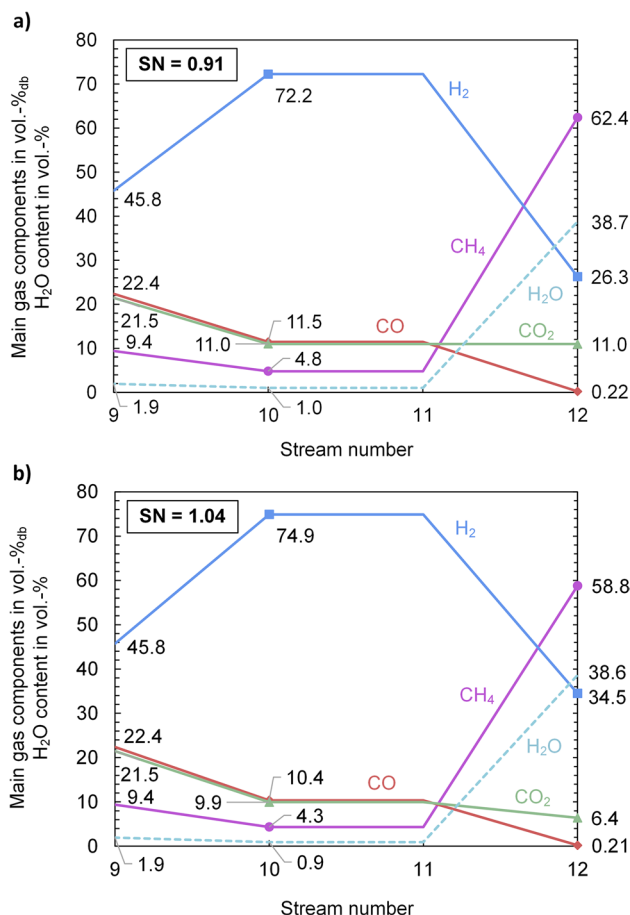 a)
SN = 0.91
Main gas components in vol.-%db
H2O content in vol.-%
80
70
60
50
40
30
20
10
0
72.2
H2
62.4
45.8
CH4
38.7
H2O
26.3
22.4
21.5
11.5
11.0
CO
CO2
11.0
9.4
4.8
1.9
1.0
0.22
9
10
11
12
Stream number
b)
SN = 1.04
Main gas components in vol.-%db
H2O content in vol.-%
80
70
60
50
40
30
20
10
0
74.9
H2
58.8
45.8
CH4
38.6
34.5
H2O
22.4
21.5
10.4
9.9
CO
CO2
6.4
9.4
4.3
1.9
0.9
0.21
9
10
11
12
Stream number